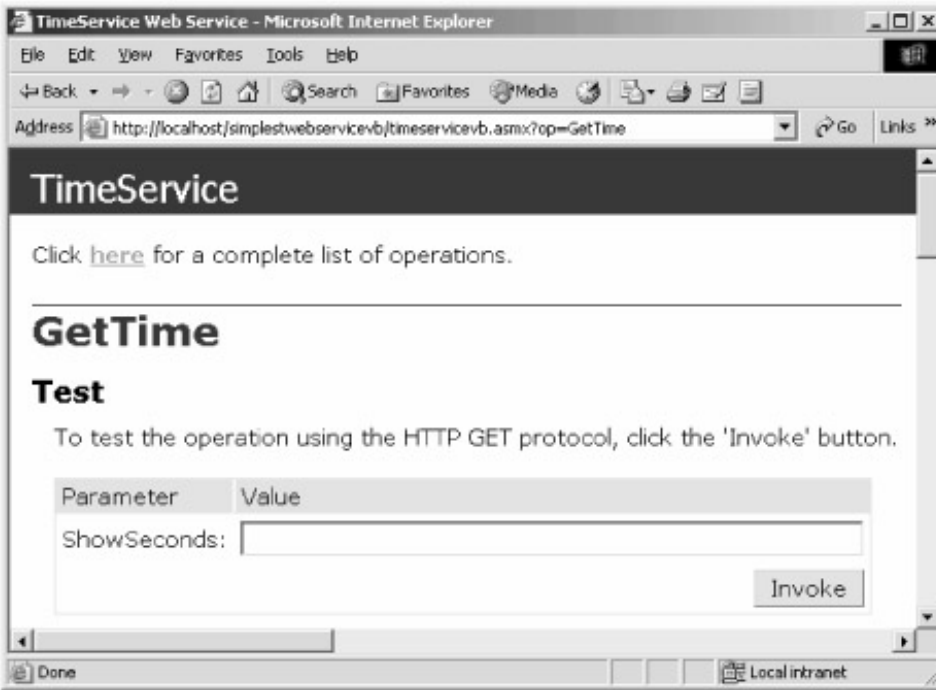 TimeService Web Service - Microsoft Internet Explorer
File Edit View Favorites Tools Help
Back Search Favorites Media
Address http://localhost/simplestwebservicevb/timeservicevb.asmx?op=GetTime Go Links »
TimeService
Click here for a complete list of operations.
GetTime
Test
To test the operation using the HTTP GET protocol, click the 'Invoke' button.
Parameter Value
ShowSeconds:
Invoke
Done Local intranet